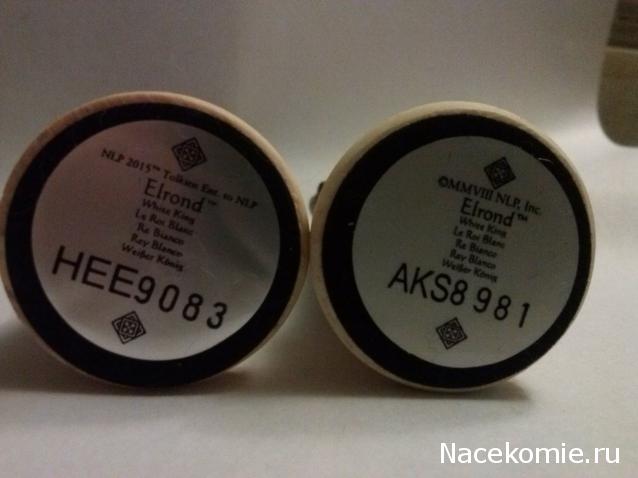 NLP 2015™ Tolkien Ent. to NLP
Elrond™
White King
Le Roi Blanc
Re Bianco
Rey Blanco
Weißer König
HEE9083
©MMVIII NLP, Inc.
Elrond™
White King
Le Roi Blanc
Re Bianco
Rey Blanco
Weißer König
AKS8981
Nacekomie.ru